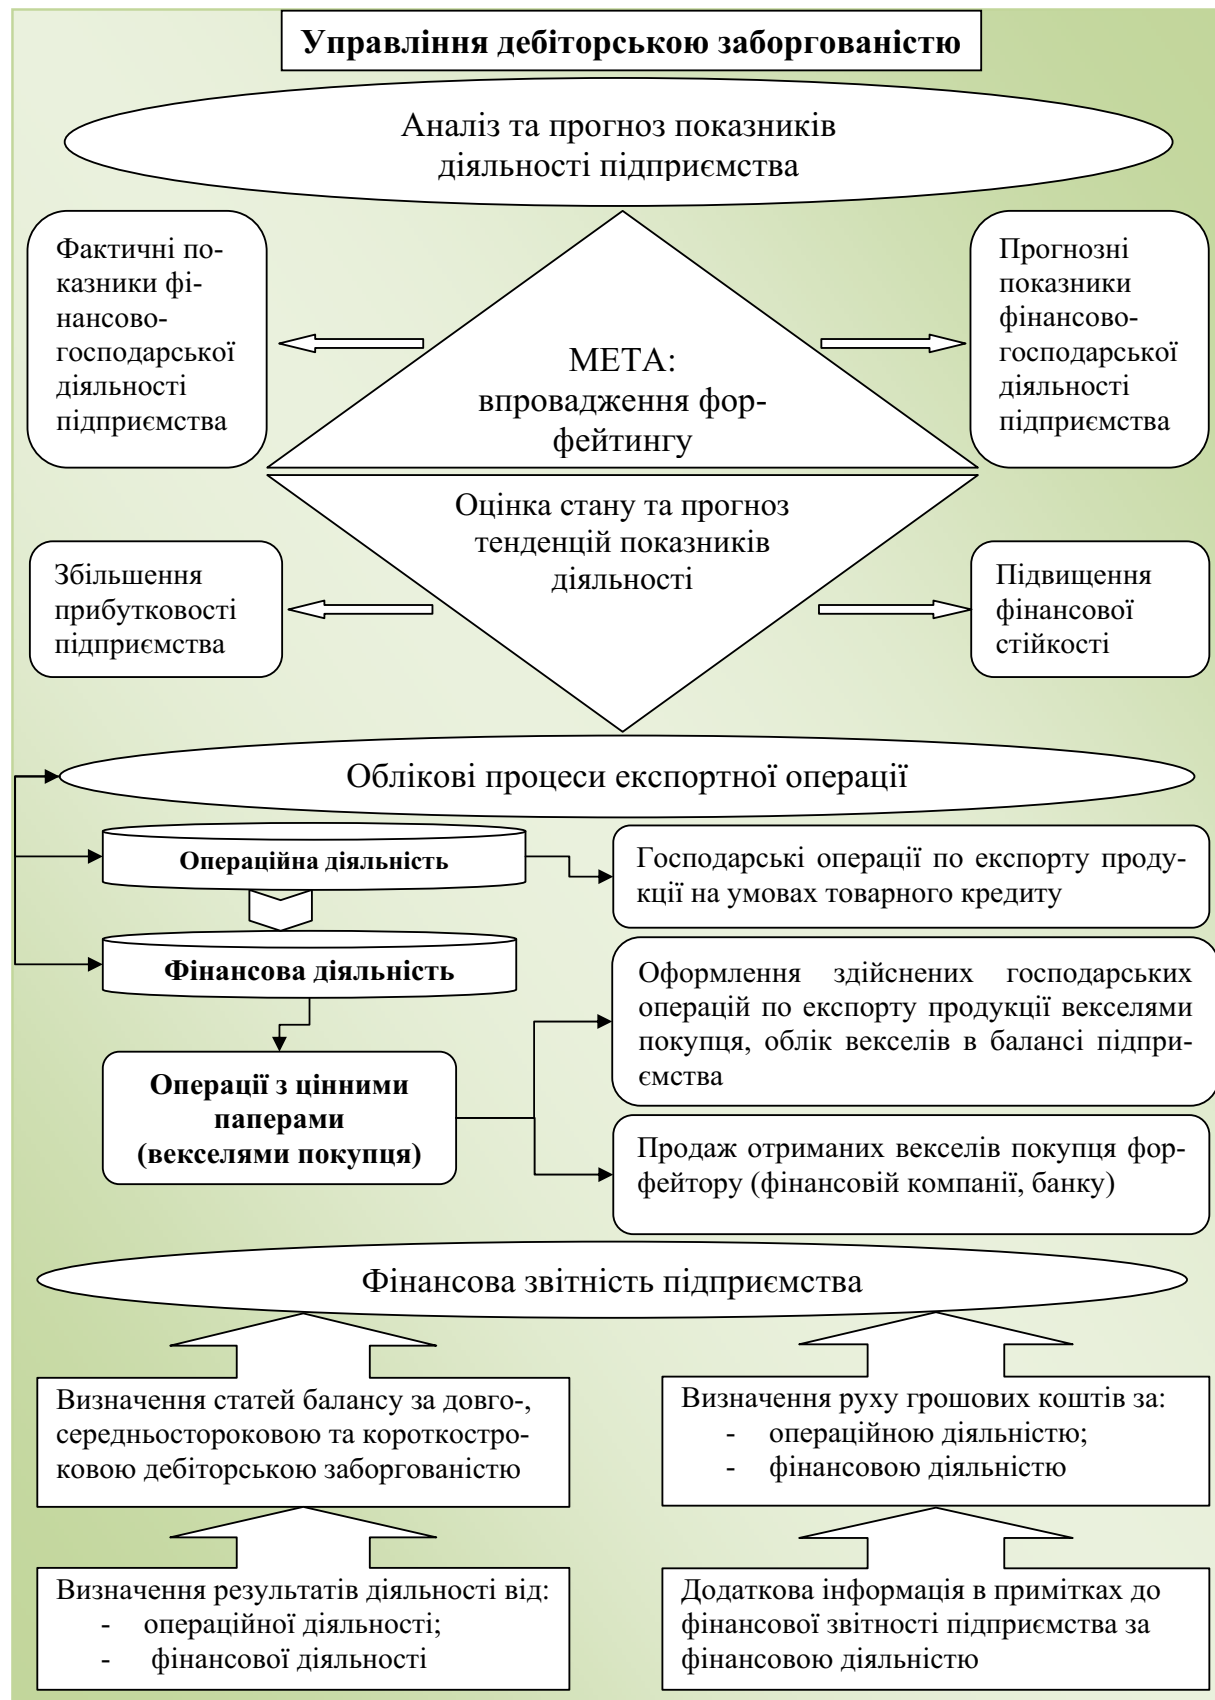 Управління дебіторською заборгованістю
Аналіз та прогноз показників
діяльності підприємства
Фактичні по-
казники фі-
нансово-
господарської
діяльності
підприємства
МЕТА:
впровадження фор-
фейтингу
Прогнозні
показники
фінансово-
господарської
діяльності
підприємства
Оцінка стану та прогноз
тенденцій показників
діяльності
Збільшення
прибутковості
підприємства
Підвищення
фінансової
стійкості
Облікові процеси експортної операції
Операційна діяльність
Господарські операції по експорту проду-
кції на умовах товарного кредиту
Фінансова діяльність
Оформлення здійснених господарських
операцій по експорту продукції векселями
покупця, облік векселів в балансі підпри-
ємства
Операції з цінними
паперами
(векселями покупця)
Продаж отриманих векселів покупця фор-
фейтору (фінансовій компанії, банку)
Фінансова звітність підприємства
Визначення статей балансу за довго-,
середньостороковою та короткостро-
ковою дебіторською заборгованістю
Визначення руху грошових коштів за:
- операційною діяльністю;
- фінансовою діяльністю
Визначення результатів діяльності від:
- операційної діяльності;
- фінансової діяльності
Додаткова інформація в примітках до
фінансової звітності підприємства за
фінансовою діяльністю